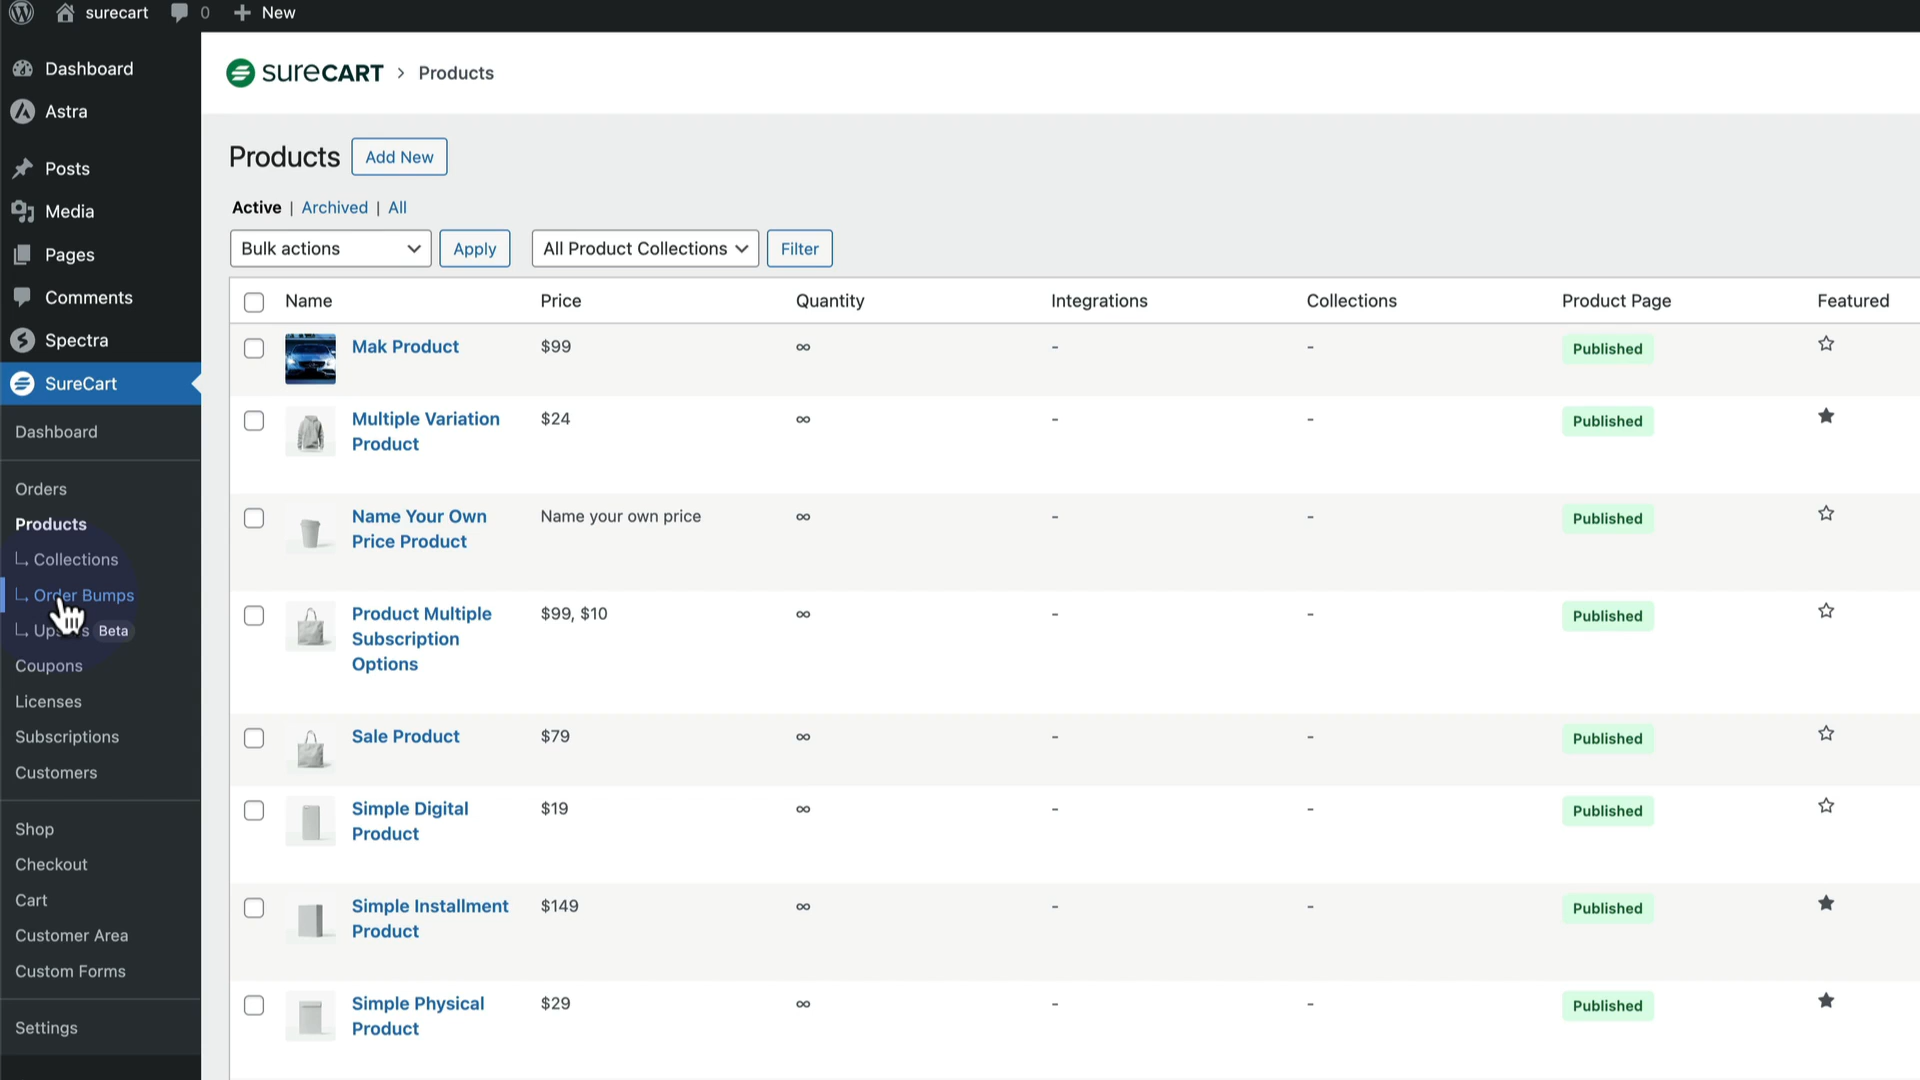 surecart 0 New
Dashboard
Astra
Posts
Media
Pages
Comments
Spectra
SureCart
Dashboard
Orders
Products
Collections
Order Bumps
Beta
Coupons
Licenses
Subscriptions
Customers
Shop
Checkout
Cart
Customer Area
Custom Forms
Settings
SURECART > Products
Products Add New
Active | Archived | All
Bulk actions Apply All Product Collections Filter
Name Price Quantity Integrations Collections Product Page Featured
Mak Product $99 ∞ - - Published
Multiple Variation $24 ∞ - - Published
Product
Name Your Own Name your own price ∞ - - Published
Price Product
Product Multiple $99, $10 ∞ - - Published
Subscription
Options
Sale Product $79 ∞ - - Published
Simple Digital $19 ∞ - - Published
Product
Simple Installment $149 ∞ - - Published
Product
Simple Physical $29 ∞ - - Published
Product